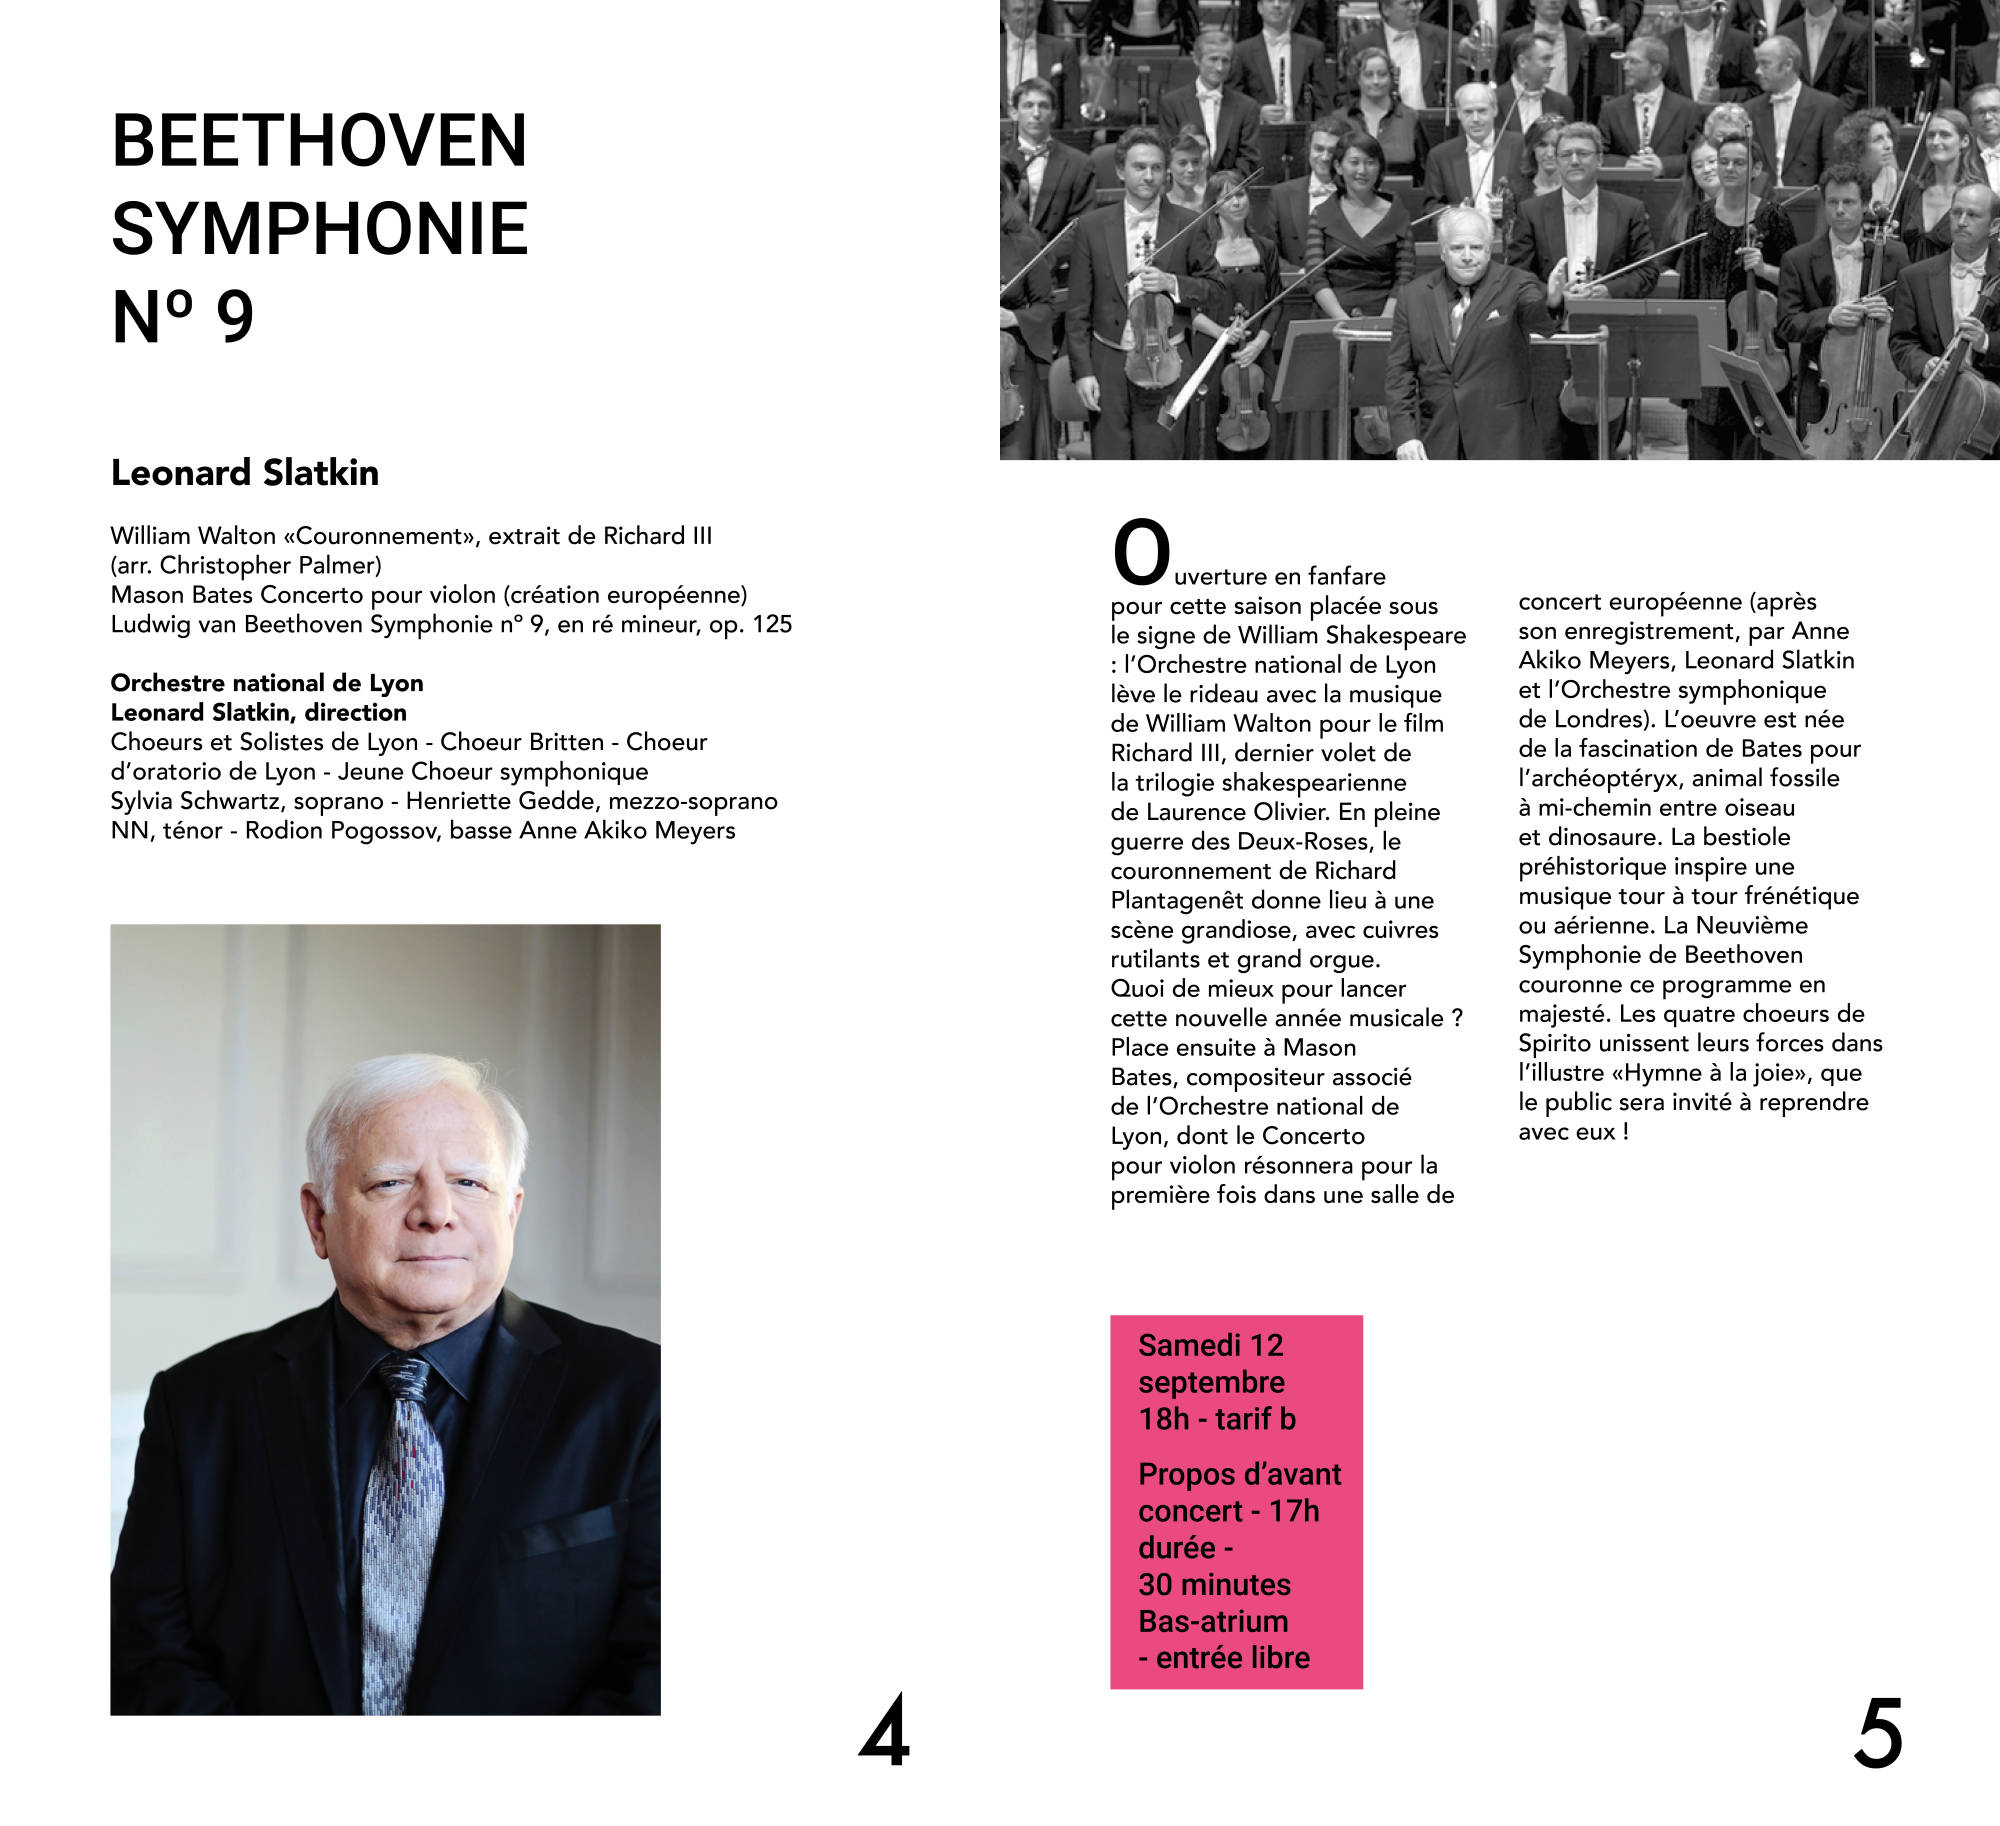 BEETHOVEN
SYMPHONIE
Nº 9
Leonard Slatkin
William Walton «Couronnement», extrait de Richard III
(arr. Christopher Palmer)
Mason Bates Concerto pour violon (création européenne)
Ludwig van Beethoven Symphonie nº 9, en ré mineur, op. 125
Orchestre national de Lyon
Leonard Slatkin, direction
Choeurs et Solistes de Lyon - Choeur Britten - Choeur
d’oratorio de Lyon - Jeune Choeur symphonique
Sylvia Schwartz, soprano - Henriette Gedde, mezzo-soprano
NN, ténor - Rodion Pogossov, basse Anne Akiko Meyers
4
Ouverture en fanfare
pour cette saison placée sous
le signe de William Shakespeare
: l’Orchestre national de Lyon
lève le rideau avec la musique
de William Walton pour le film
Richard III, dernier volet de
la trilogie shakespearienne
de Laurence Olivier. En pleine
guerre des Deux-Roses, le
couronnement de Richard
Plantagenêt donne lieu à une
scène grandiose, avec cuivres
rutilants et grand orgue.
Quoi de mieux pour lancer
cette nouvelle année musicale ?
Place ensuite à Mason
Bates, compositeur associé
de l’Orchestre national de
Lyon, dont le Concerto
pour violon résonnera pour la
première fois dans une salle de
concert européenne (après
son enregistrement, par Anne
Akiko Meyers, Leonard Slatkin
et l’Orchestre symphonique
de Londres). L’oeuvre est née
de la fascination de Bates pour
l’archéoptéryx, animal fossile
à mi-chemin entre oiseau
et dinosaure. La bestiole
préhistorique inspire une
musique tour à tour frénétique
ou aérienne. La Neuvième
Symphonie de Beethoven
couronne ce programme en
majesté. Les quatre choeurs de
Spirito unissent leurs forces dans
l’illustre «Hymne à la joie», que
le public sera invité à reprendre
avec eux !
Samedi 12
septembre
18h - tarif b
Propos d’avant
concert - 17h
durée -
30 minutes
Bas-atrium
- entrée libre
5